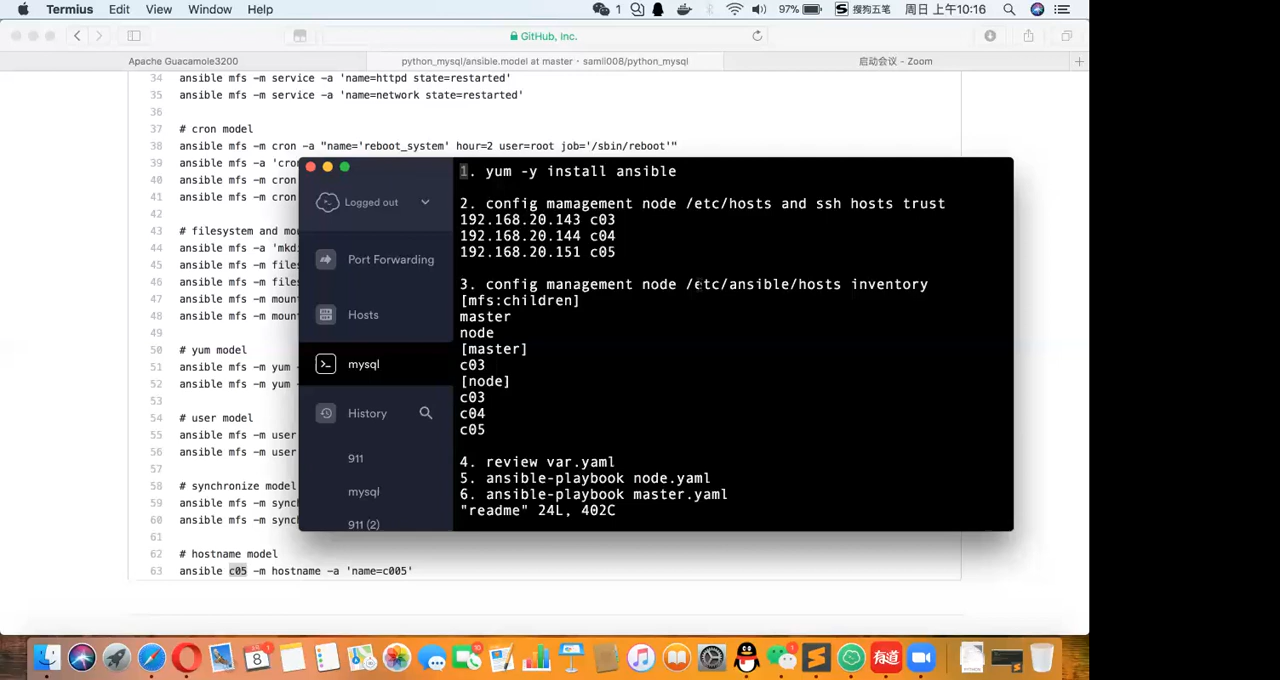 Termius Edit View Window Help 1 97% S 搜狗五笔 周日 上午10:16
GitHub, Inc.
Apache Guacamole3200 python_mysql/ansible.model at master · samli008/python_mysql 启动会议 - Zoom
34 ansible mfs -m service -a 'name=httpd state=restarted'
35 ansible mfs -m service -a 'name=network state=restarted'
36
37 # cron model
38 ansible mfs -m cron -a "name='reboot_system' hour=2 user=root job='/sbin/reboot'"
39 ansible mfs -a 'cron
40 ansible mfs -m cron
41 ansible mfs -m cron
42
43 # filesystem and mou
44 ansible mfs -a 'mkd
45 ansible mfs -m files
46 ansible mfs -m files
47 ansible mfs -m mount
48 ansible mfs -m mount
49
50 # yum model
51 ansible mfs -m yum
52 ansible mfs -m yum
53
54 # user model
55 ansible mfs -m user
56 ansible mfs -m user
57
58 # synchronize model
59 ansible mfs -m sync
60 ansible mfs -m sync
61
62 # hostname model
63 ansible c05 -m hostname -a 'name=c005'
Logged out
Port Forwarding
Hosts
mysql
History
911
mysql
911 (2)
1. yum -y install ansible
2. config mamagement node /etc/hosts and ssh hosts trust
192.168.20.143 c03
192.168.20.144 c04
192.168.20.151 c05
3. config management node /etc/ansible/hosts inventory
[mfs:children]
master
node
[master]
c03
[node]
c03
c04
c05
4. review var.yaml
5. ansible-playbook node.yaml
6. ansible-playbook master.yaml
"readme" 24L, 402C
8
有道